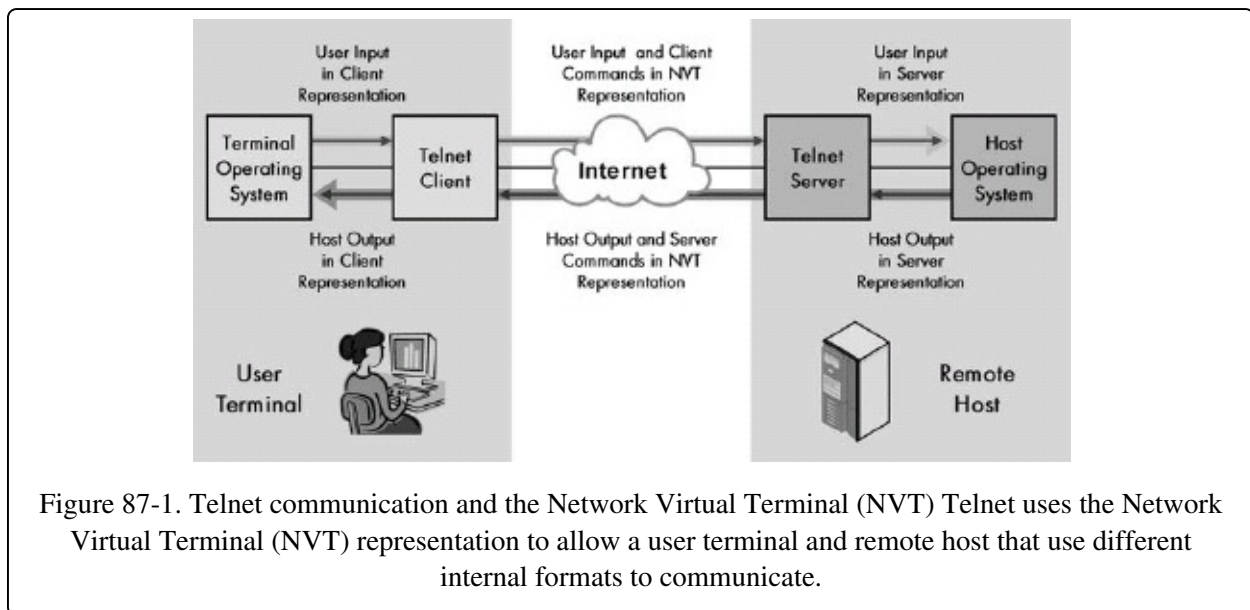 User Input
in Client
Representation
User Input and Client
Commands in NVT
Representation
User Input
in Server
Representation
Terminal
Operating
System
Telnet
Client
Internet
Telnet
Server
Host
Operating
System
Host Output
in Client
Representation
Host Output and Server
Commands in NVT
Representation
Host Output
in Server
Representation
User
Terminal
Remote
Host
Figure 87-1. Telnet communication and the Network Virtual Terminal (NVT) Telnet uses the Network
Virtual Terminal (NVT) representation to allow a user terminal and remote host that use different
internal formats to communicate.